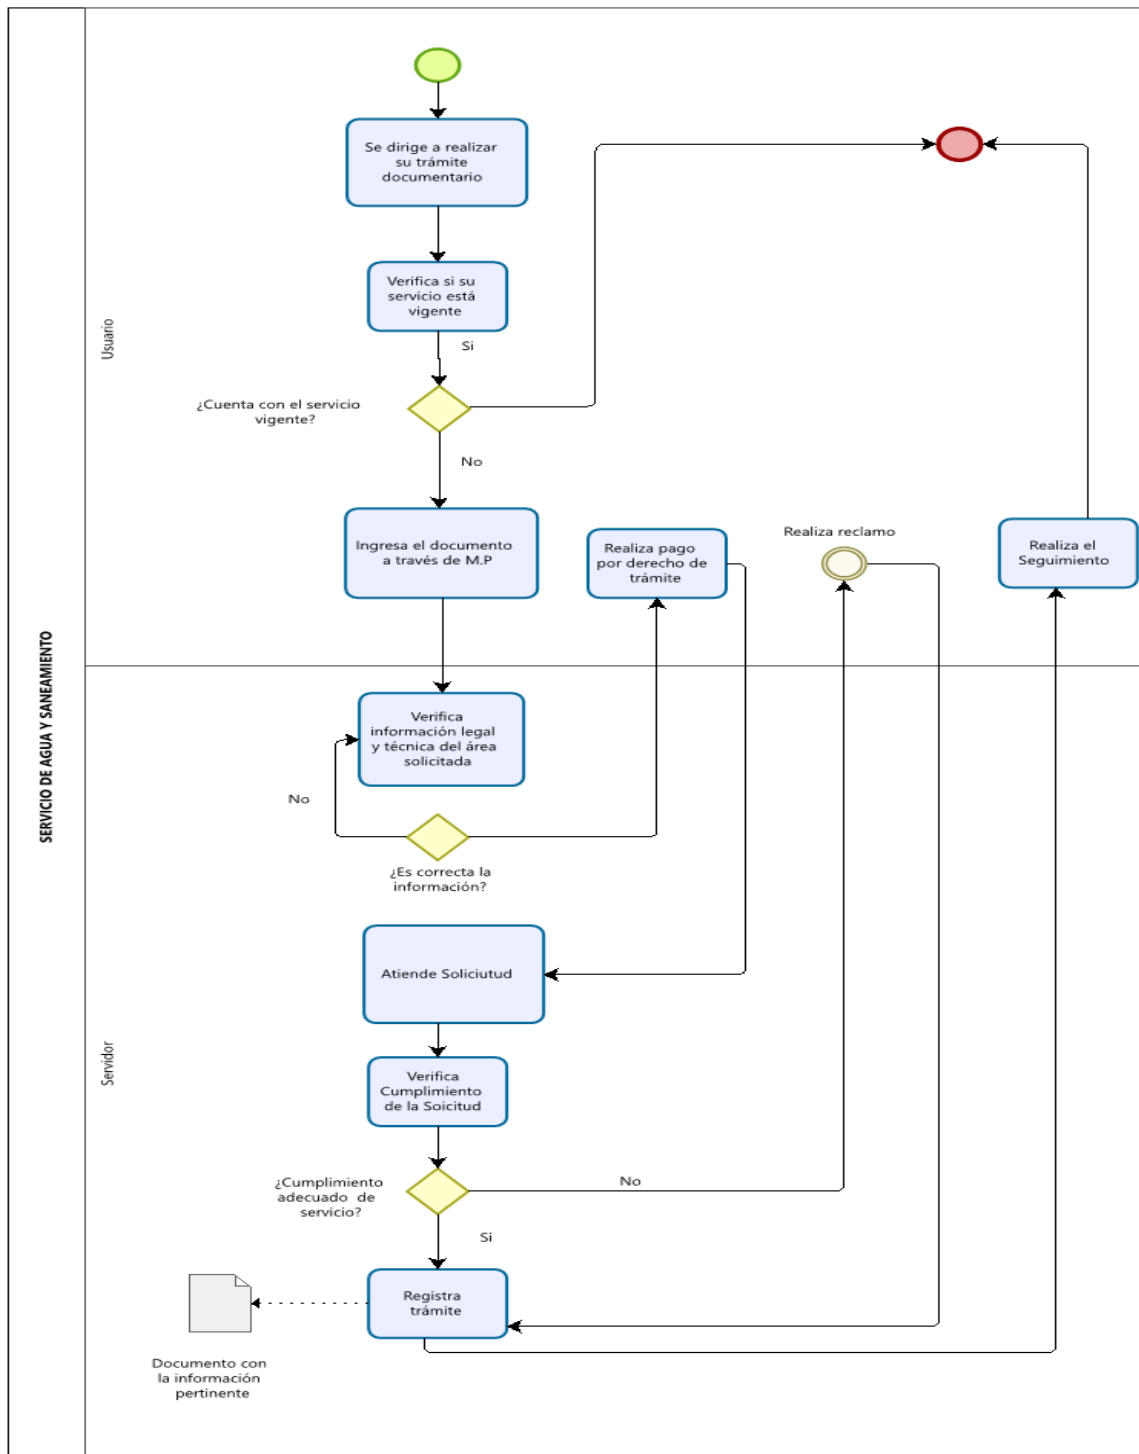 SERVICIO DE AGUA Y SANEAMIENTO
Usuario
Se dirige a realizar
su trámite
documentario
Verifica si su
servicio está
vigente
Si
¿Cuenta con el servicio
vigente?
No
Ingresa el documento
a través de M.P
Realiza pago
por derecho de
trámite
Realiza reclamo
Realiza el
Seguimiento
Servidor
Verifica
información legal
y técnica del área
solicitada
No
¿Es correcta la
información?
Atiende Soliciutud
Verifica
Cumplimiento
de la Soicitud
¿Cumplimiento
adecuado de
servicio?
No
Si
Registra
trámite
Documento con
la información
pertinente